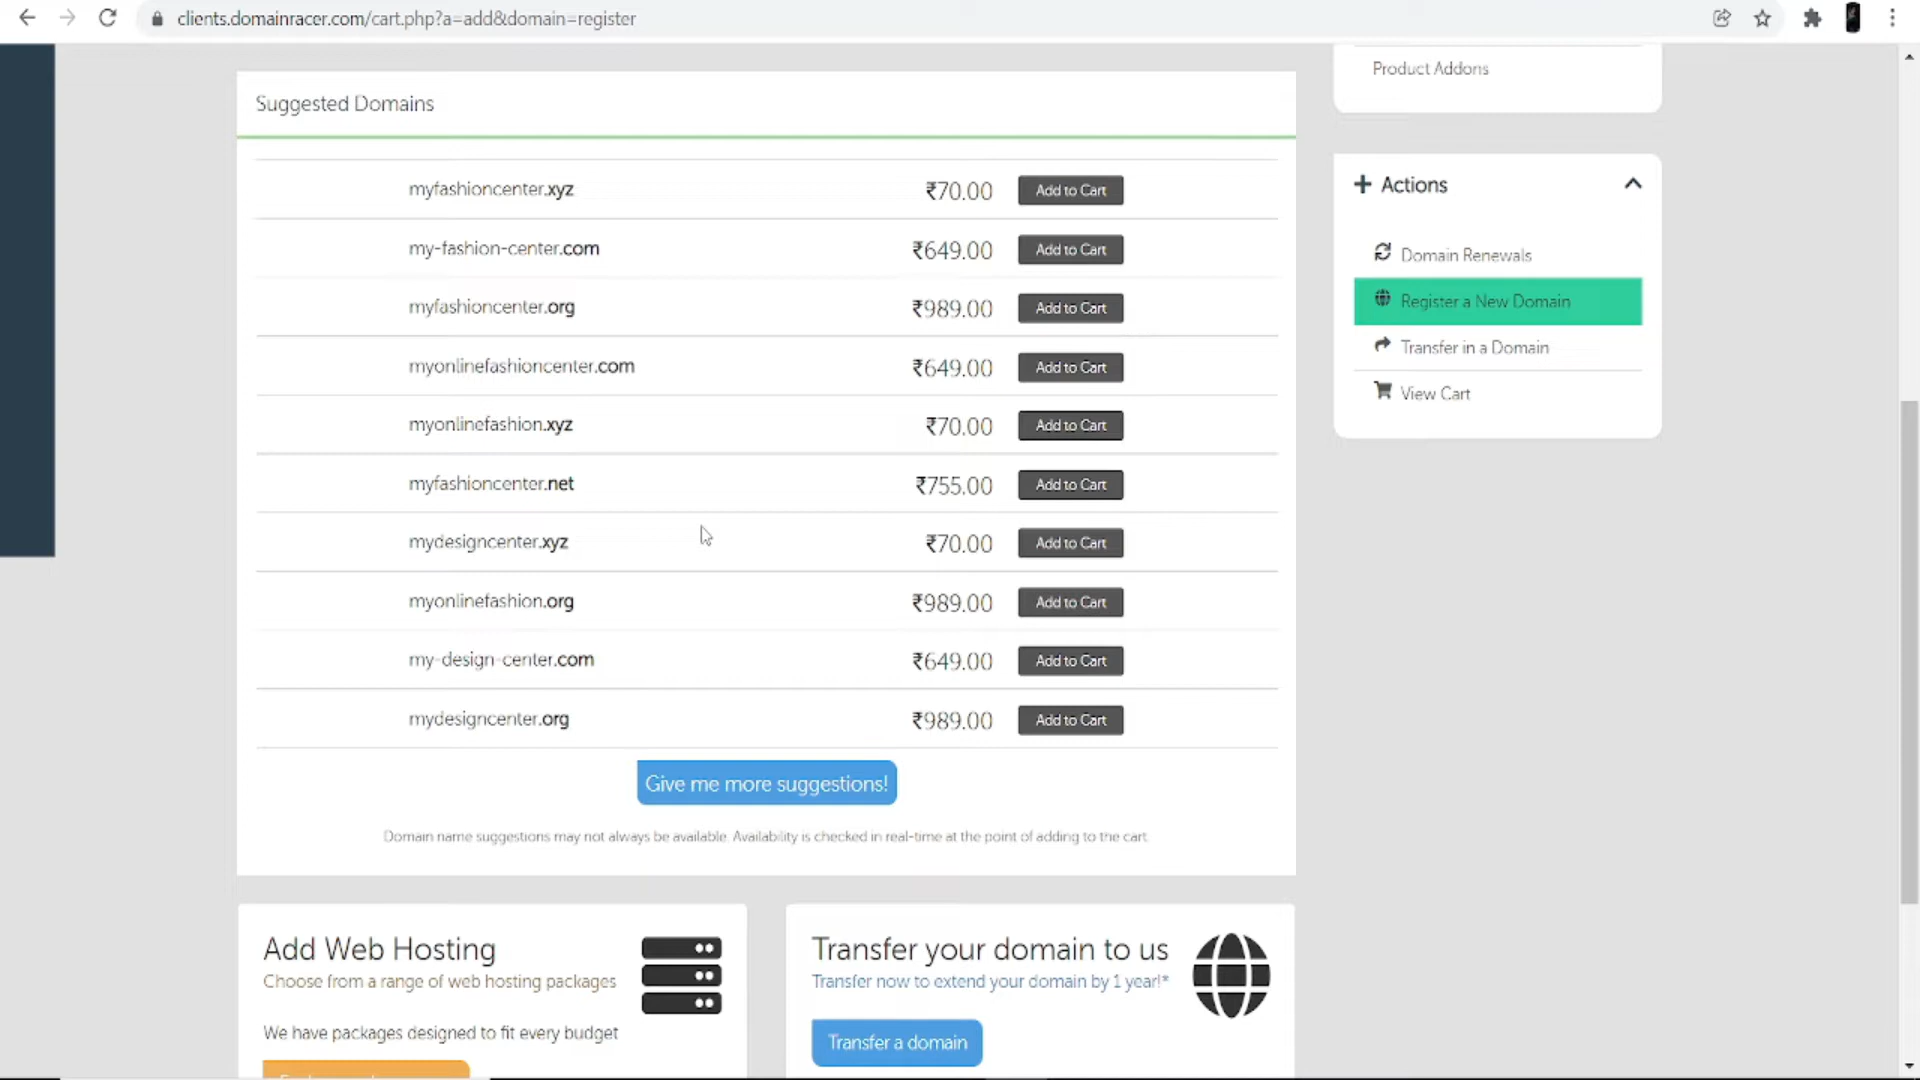 clients.domainracer.com/cart.php?a=add&domain=register
Product Addons
Suggested Domains
myfashioncenter.xyz ₹70.00 Add to Cart
my-fashion-center.com ₹649.00 Add to Cart
myfashioncenter.org ₹989.00 Add to Cart
myonlinefashioncenter.com ₹649.00 Add to Cart
myonlinefashion.xyz ₹70.00 Add to Cart
myfashioncenter.net ₹755.00 Add to Cart
mydesigncenter.xyz ₹70.00 Add to Cart
myonlinefashion.org ₹989.00 Add to Cart
my-design-center.com ₹649.00 Add to Cart
mydesigncenter.org ₹989.00 Add to Cart
Give me more suggestions!
Domain name suggestions may not always be available. Availability is checked in real-time at the point of adding to the cart.
Actions
Domain Renewals
Register a New Domain
Transfer in a Domain
View Cart
Add Web Hosting
Choose from a range of web hosting packages
We have packages designed to fit every budget
Transfer your domain to us
Transfer now to extend your domain by 1 year!*
Transfer a domain